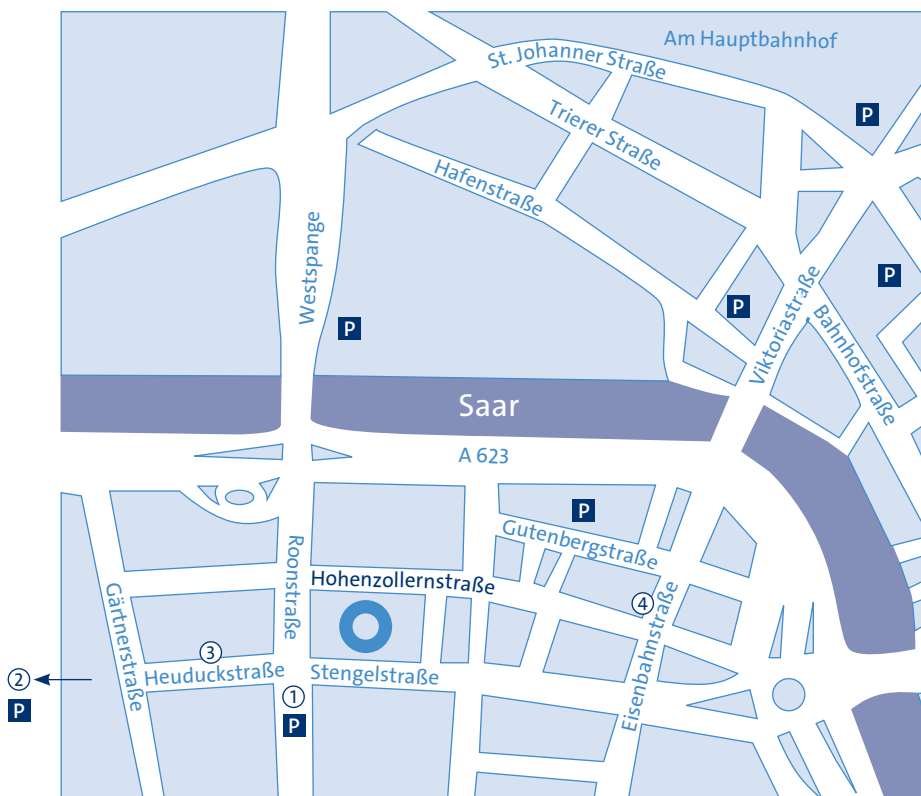 Am Hauptbahnhof
St. Johanner Straße
P
Trierer Straße
Hafenstraße
Westspange
P
P
P
Viktoriastraße
Bahnhofstraße
Saar
A 623
P
Gutenbergstraße
Roonstraße
Hohenzollernstraße
Gärtnerstraße
4
Eisenbahnstraße
3
Heuduckstraße
Stengelstraße
2
P
1
P